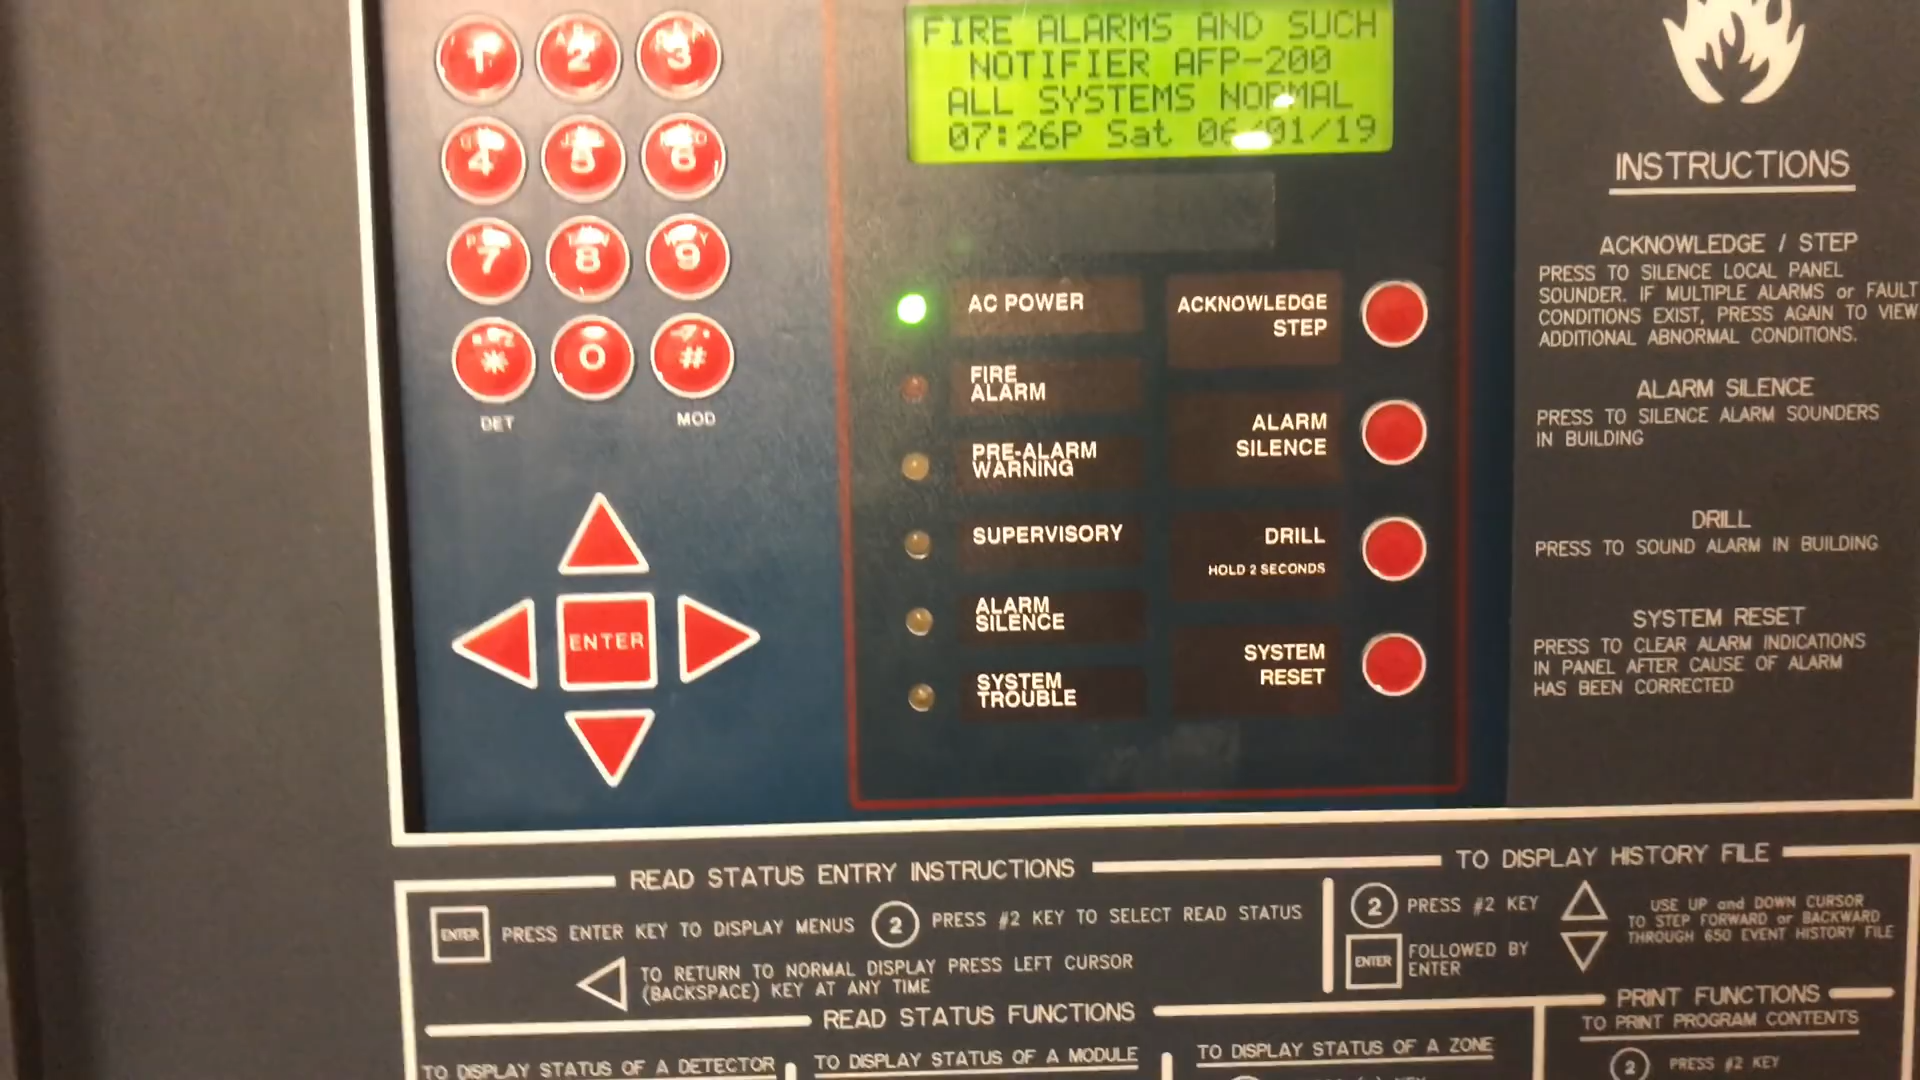 FIRE ALARMS AND SUCH
NOTIFIER AFP-200
ALL SYSTEMS NORMAL
07:26P Sat 06/01/19
1
2
3
4
5
6
7
8
9
*
0
#
DET
MOD
ENTER
AC POWER
FIRE
ALARM
PRE-ALARM
WARNING
SUPERVISORY
ALARM
SILENCE
SYSTEM
TROUBLE
ACKNOWLEDGE
STEP
ALARM
SILENCE
DRILL
HOLD 2 SECONDS
SYSTEM
RESET
INSTRUCTIONS
ACKNOWLEDGE / STEP
PRESS TO SILENCE LOCAL PANEL
SOUNDER. IF MULTIPLE ALARMS or FAULT
CONDITIONS EXIST, PRESS AGAIN TO VIEW
ADDITIONAL ABNORMAL CONDITIONS.
ALARM SILENCE
PRESS TO SILENCE ALARM SOUNDERS
IN BUILDING
DRILL
PRESS TO SOUND ALARM IN BUILDING
SYSTEM RESET
PRESS TO CLEAR ALARM INDICATIONS
IN PANEL AFTER CAUSE OF ALARM
HAS BEEN CORRECTED
READ STATUS ENTRY INSTRUCTIONS
ENTER PRESS ENTER KEY TO DISPLAY MENUS 2 PRESS #2 KEY TO SELECT READ STATUS
TO RETURN TO NORMAL DISPLAY PRESS LEFT CURSOR
(BACKSPACE) KEY AT ANY TIME
TO DISPLAY HISTORY FILE
2 PRESS #2 KEY
ENTER FOLLOWED BY
ENTER
USE UP and DOWN CURSOR
TO STEP FORWARD or BACKWARD
THROUGH 650 EVENT HISTORY FILE
READ STATUS FUNCTIONS
TO DISPLAY STATUS OF A DETECTOR
TO DISPLAY STATUS OF A MODULE
TO DISPLAY STATUS OF A ZONE
PRINT FUNCTIONS
TO PRINT PROGRAM CONTENTS
2 PRESS #2 KEY